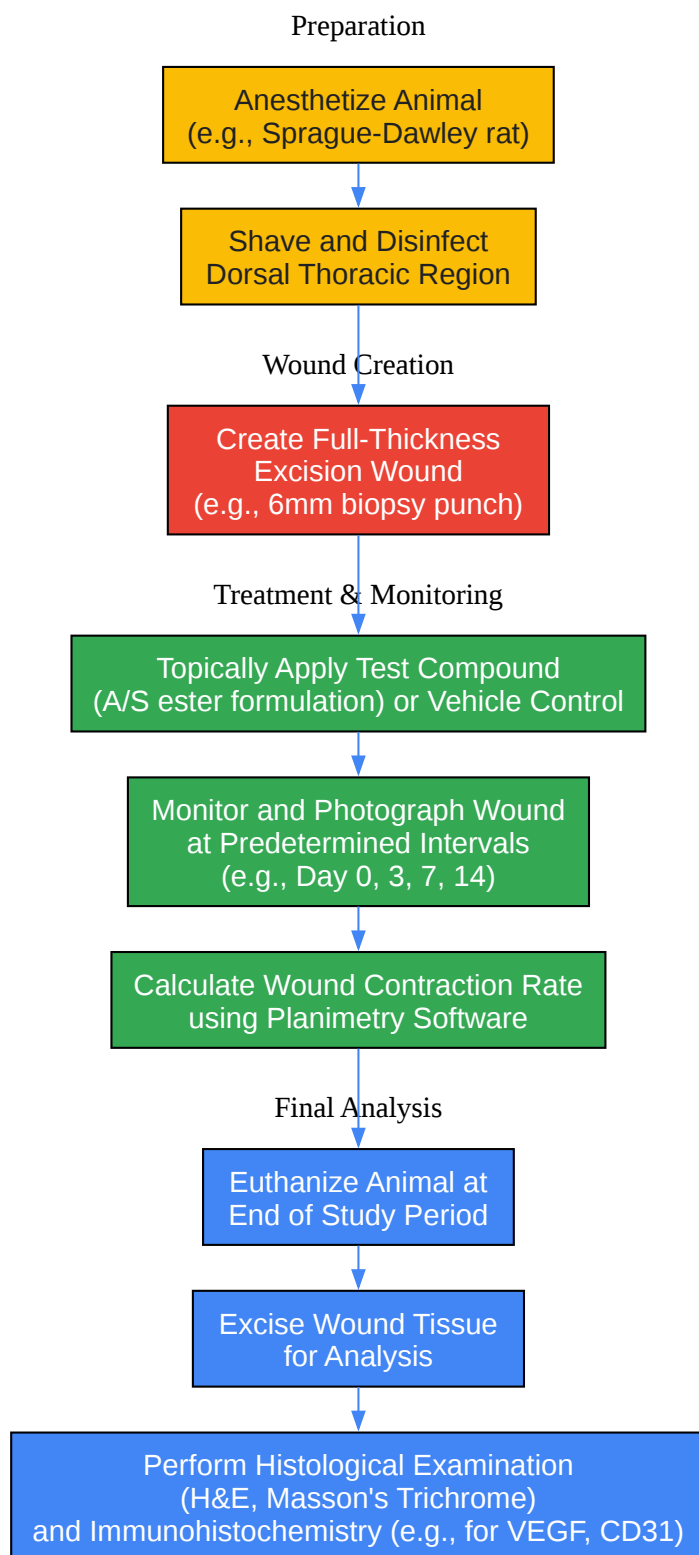 Preparation
Anesthetize Animal
(e.g., Sprague-Dawley rat)
Shave and Disinfect
Dorsal Thoracic Region
Wound Creation
Create Full-Thickness
Excision Wound
(e.g., 6mm biopsy punch)
Treatment & Monitoring
Topically Apply Test Compound
(A/S ester formulation) or Vehicle Control
Monitor and Photograph Wound
at Predetermined Intervals
(e.g., Day 0, 3, 7, 14)
Calculate Wound Contraction Rate
using Planimetry Software
Final Analysis
Euthanize Animal at
End of Study Period
Excise Wound Tissue
for Analysis
Perform Histological Examination
(H&E, Masson's Trichrome)
and Immunohistochemistry (e.g., for VEGF, CD31)